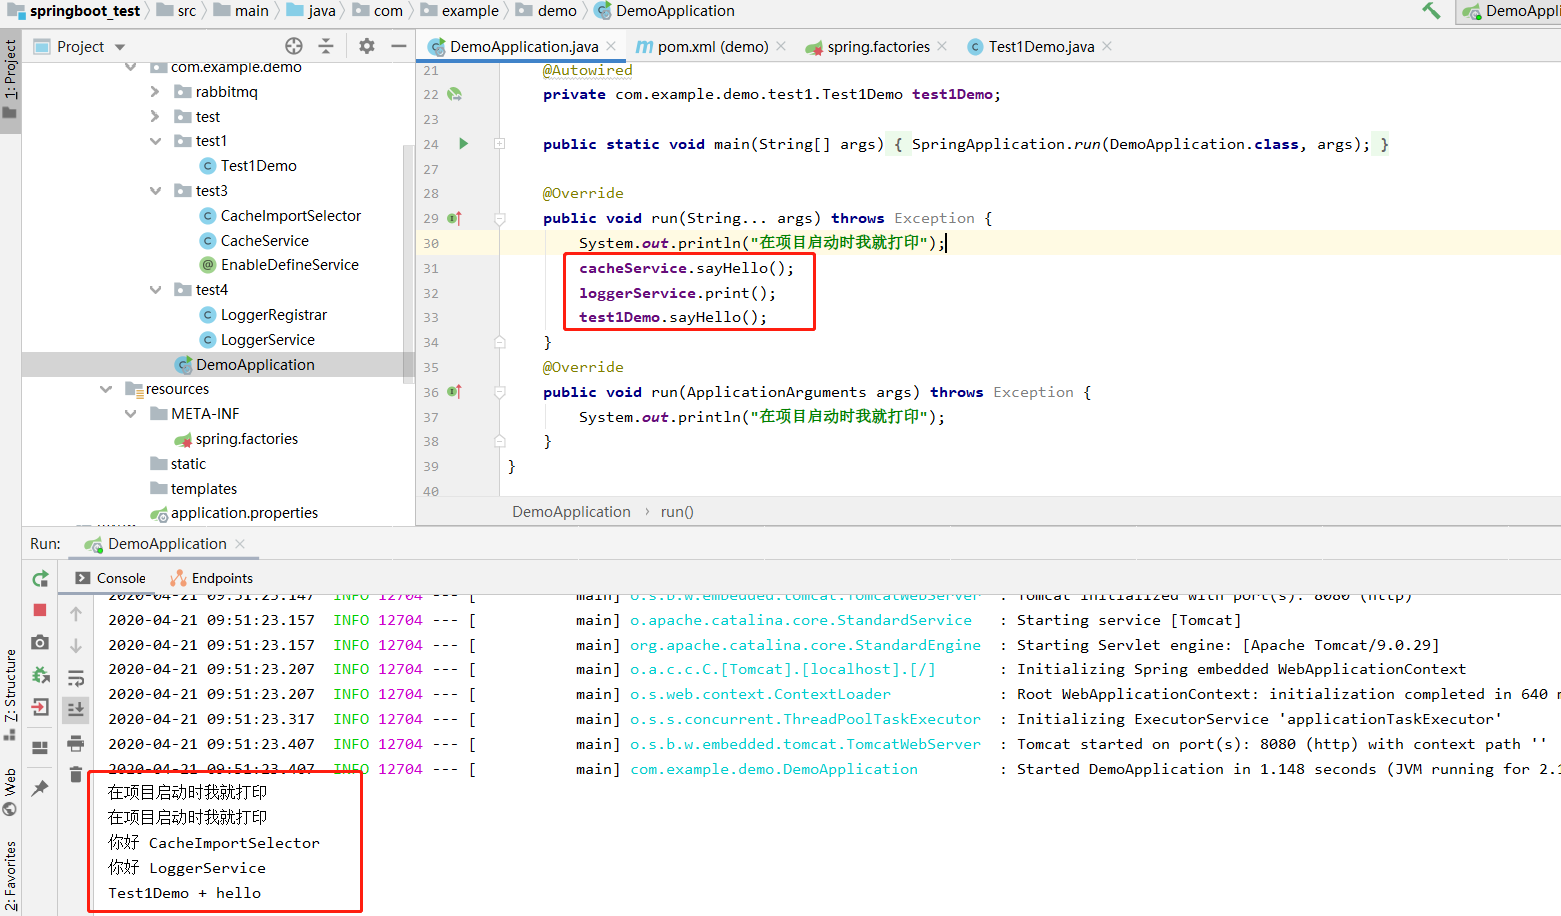 springboot_test src main java com example demo DemoApplication
1: Project
Project
com.example.demo
rabbitmq
test
test1
Test1Demo
test3
CacheImportSelector
CacheService
EnableDefineService
test4
LoggerRegistrar
LoggerService
DemoApplication
resources
META-INF
spring.factories
static
templates
application.properties
DemoApplication.java pom.xml (demo) spring.factories Test1Demo.java
21 @Autowired
22 private com.example.demo.test1.Test1Demo test1Demo;
23
24 public static void main(String[] args) { SpringApplication.run(DemoApplication.class, args); }
27
28 @Override
29 public void run(String... args) throws Exception {
30 System.out.println("在项目启动时我就打印");
31 cacheService.sayHello();
32 loggerService.print();
33 test1Demo.sayHello();
34 }
35 @Override
36 public void run(ApplicationArguments args) throws Exception {
37 System.out.println("在项目启动时我就打印");
38 }
39 }
40
DemoApplication › run()
Run: DemoApplication
Console Endpoints
2020-04-21 09:51:23.147 INFO 12704 --- [ main] o.s.b.w.embedded.tomcat.TomcatWebServer : Tomcat initialized with port(s): 8080 (http)
2020-04-21 09:51:23.157 INFO 12704 --- [ main] o.apache.catalina.core.StandardService : Starting service [Tomcat]
2020-04-21 09:51:23.157 INFO 12704 --- [ main] org.apache.catalina.core.StandardEngine : Starting Servlet engine: [Apache Tomcat/9.0.29]
2020-04-21 09:51:23.207 INFO 12704 --- [ main] o.a.c.c.C.[Tomcat].[localhost].[/] : Initializing Spring embedded WebApplicationContext
2020-04-21 09:51:23.207 INFO 12704 --- [ main] o.s.web.context.ContextLoader : Root WebApplicationContext: initialization completed in 640
2020-04-21 09:51:23.317 INFO 12704 --- [ main] o.s.s.concurrent.ThreadPoolTaskExecutor : Initializing ExecutorService 'applicationTaskExecutor'
2020-04-21 09:51:23.407 INFO 12704 --- [ main] o.s.b.w.embedded.tomcat.TomcatWebServer : Tomcat started on port(s): 8080 (http) with context path ''
2020-04-21 09:51:23.407 INFO 12704 --- [ main] com.example.demo.DemoApplication : Started DemoApplication in 1.148 seconds (JVM running for 2.1
在项目启动时我就打印
在项目启动时我就打印
你好 CacheImportSelector
你好 LoggerService
Test1Demo + hello
Z: Structure
Web
2: Favorites
DemoAppli